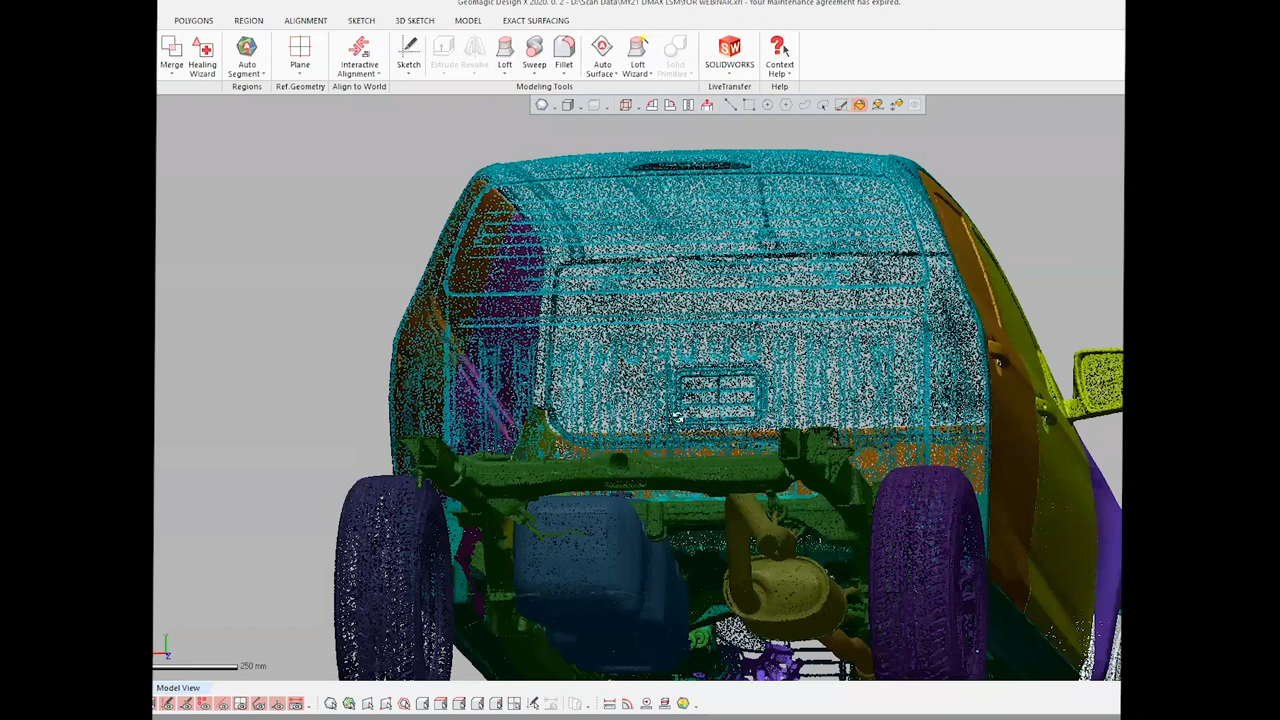 Geomagic Design X 2020. 0. 2 - D:\Scan Data\MY21 DMAX LSM\FOR WEBINAR.xrl - Your maintenance agreement has expired.
POLYGONS REGION ALIGNMENT SKETCH 3D SKETCH MODEL EXACT SURFACING
Merge Healing Wizard Auto Segment Plane Interactive Alignment Sketch Extrude Revolve Loft Sweep Fillet Auto Surface Loft Wizard Solid Primitive SOLIDWORKS Context Help
Regions Ref.Geometry Align to World Modeling Tools LiveTransfer Help
250 mm
Model View